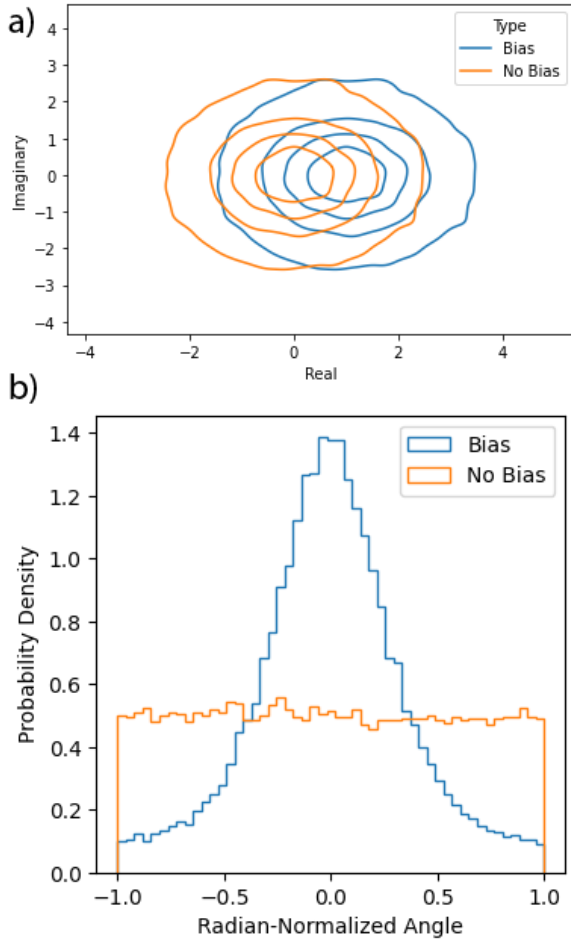 a)
Type
Bias
No Bias
4
3
2
1
0
−1
−2
−3
−4
Imaginary
−4
−2
0
2
4
Real
b)
Bias
No Bias
1.4
1.2
1.0
0.8
0.6
0.4
0.2
0.0
Probability Density
−1.0
−0.5
0.0
0.5
1.0
Radian-Normalized Angle